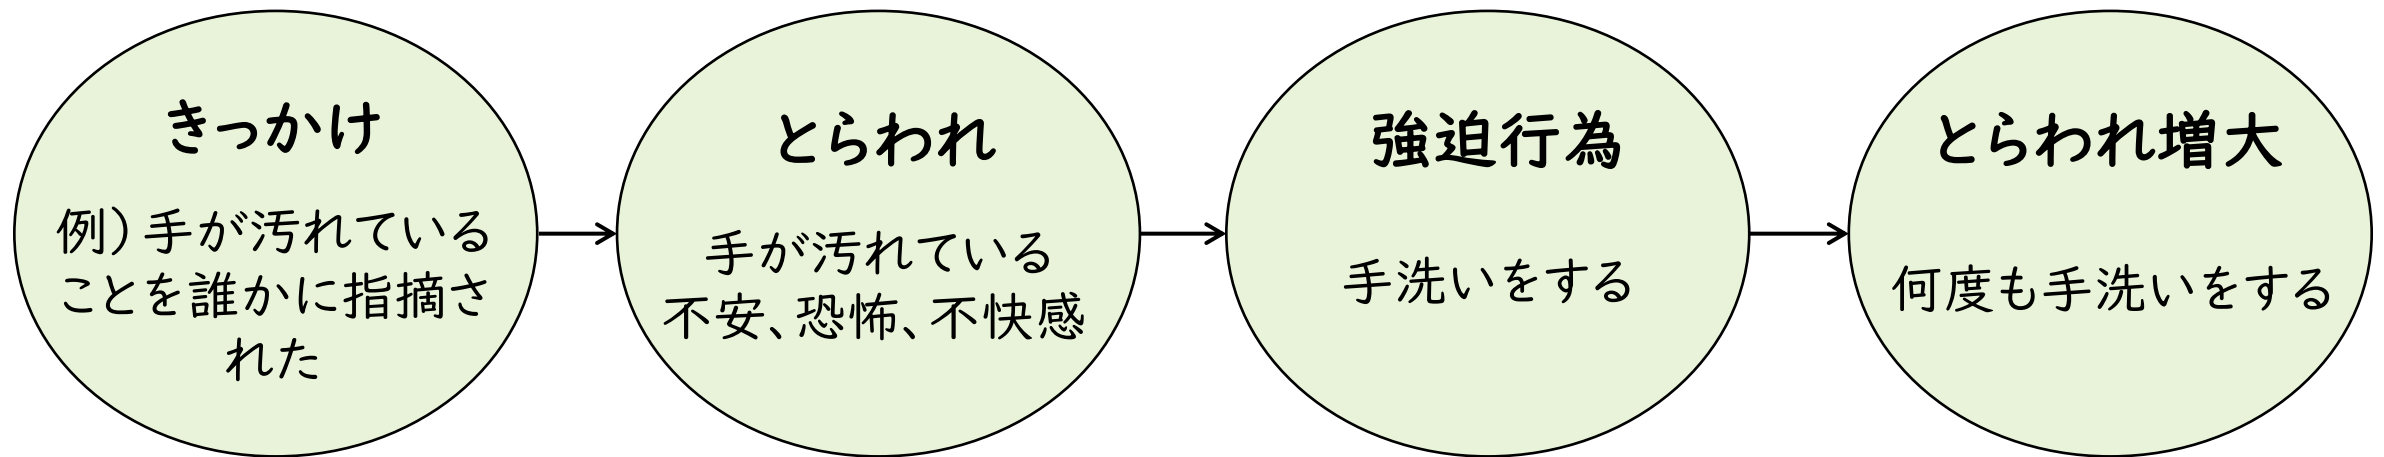 きっかけ
例）手が汚れている
ことを誰かに指摘さ
れた
とらわれ
手が汚れている
不安、恐怖、不快感
強迫行為
手洗いをする
とらわれ増大
何度も手洗いをする